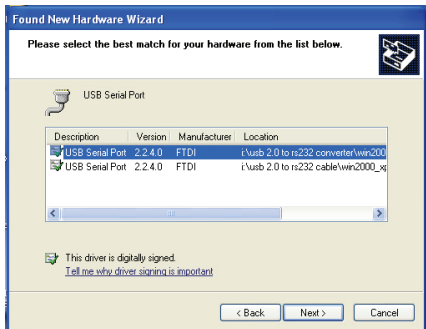 Found New Hardware Wizard
Please select the best match for your hardware from the list below.
USB Serial Port
Description Version Manufacturer Location
USB Serial Port 2.2.4.0 FTDI i:\usb 2.0 to rs232 converter\win200
USB Serial Port 2.2.4.0 FTDI i:\usb 2.0 to rs232 cable\win2000_xp
This driver is digitally signed.
Tell me why driver signing is important
< Back Next > Cancel